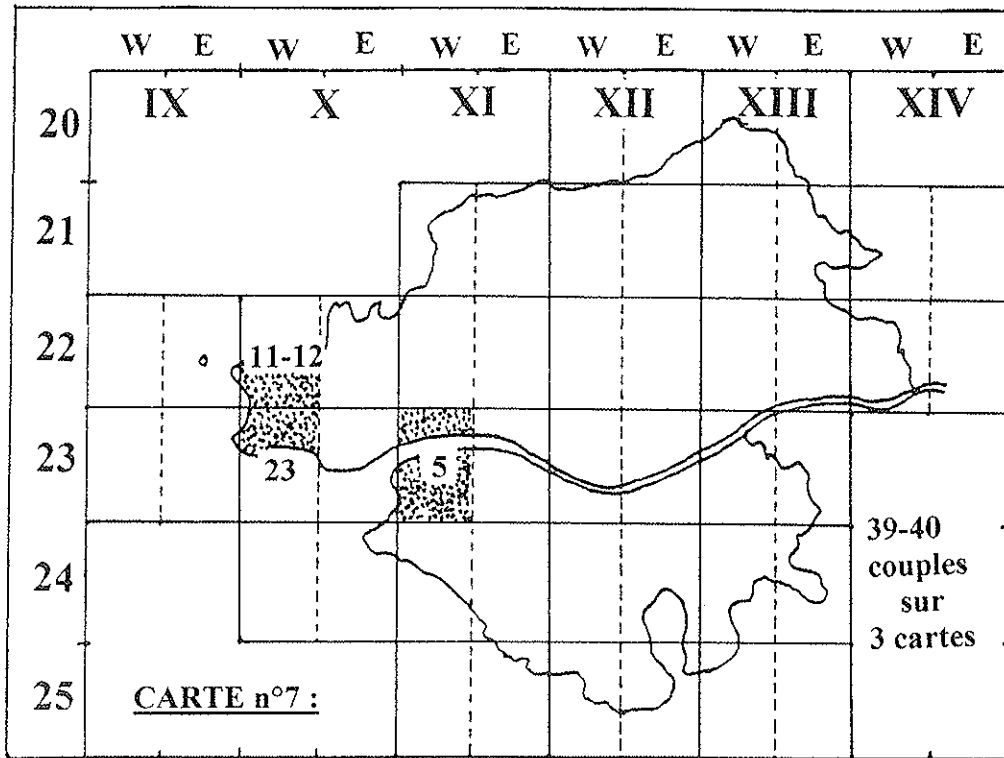 W E W E W E W E W E W E
IX X XI XII XIII XIV
20
21
22
11-12
23
23
5
39-40
couples
sur
3 cartes
24
25
CARTE n°7 :